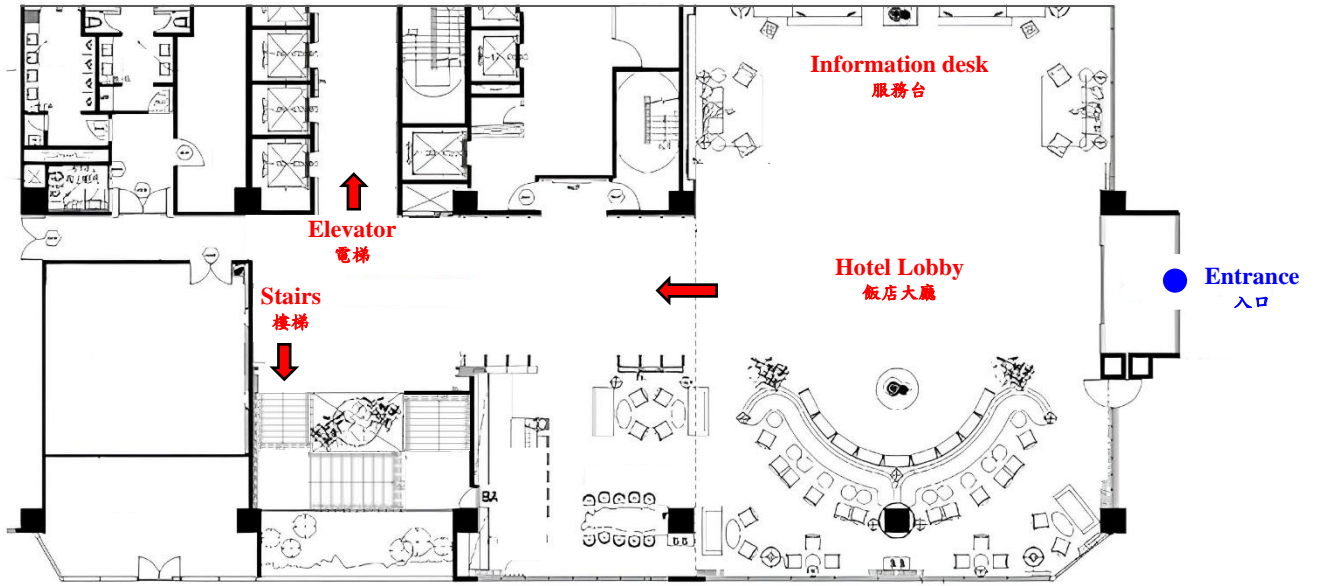 Information desk
服務台
Elevator
電梯
Hotel Lobby
飯店大廳
Entrance
入口
Stairs
樓梯